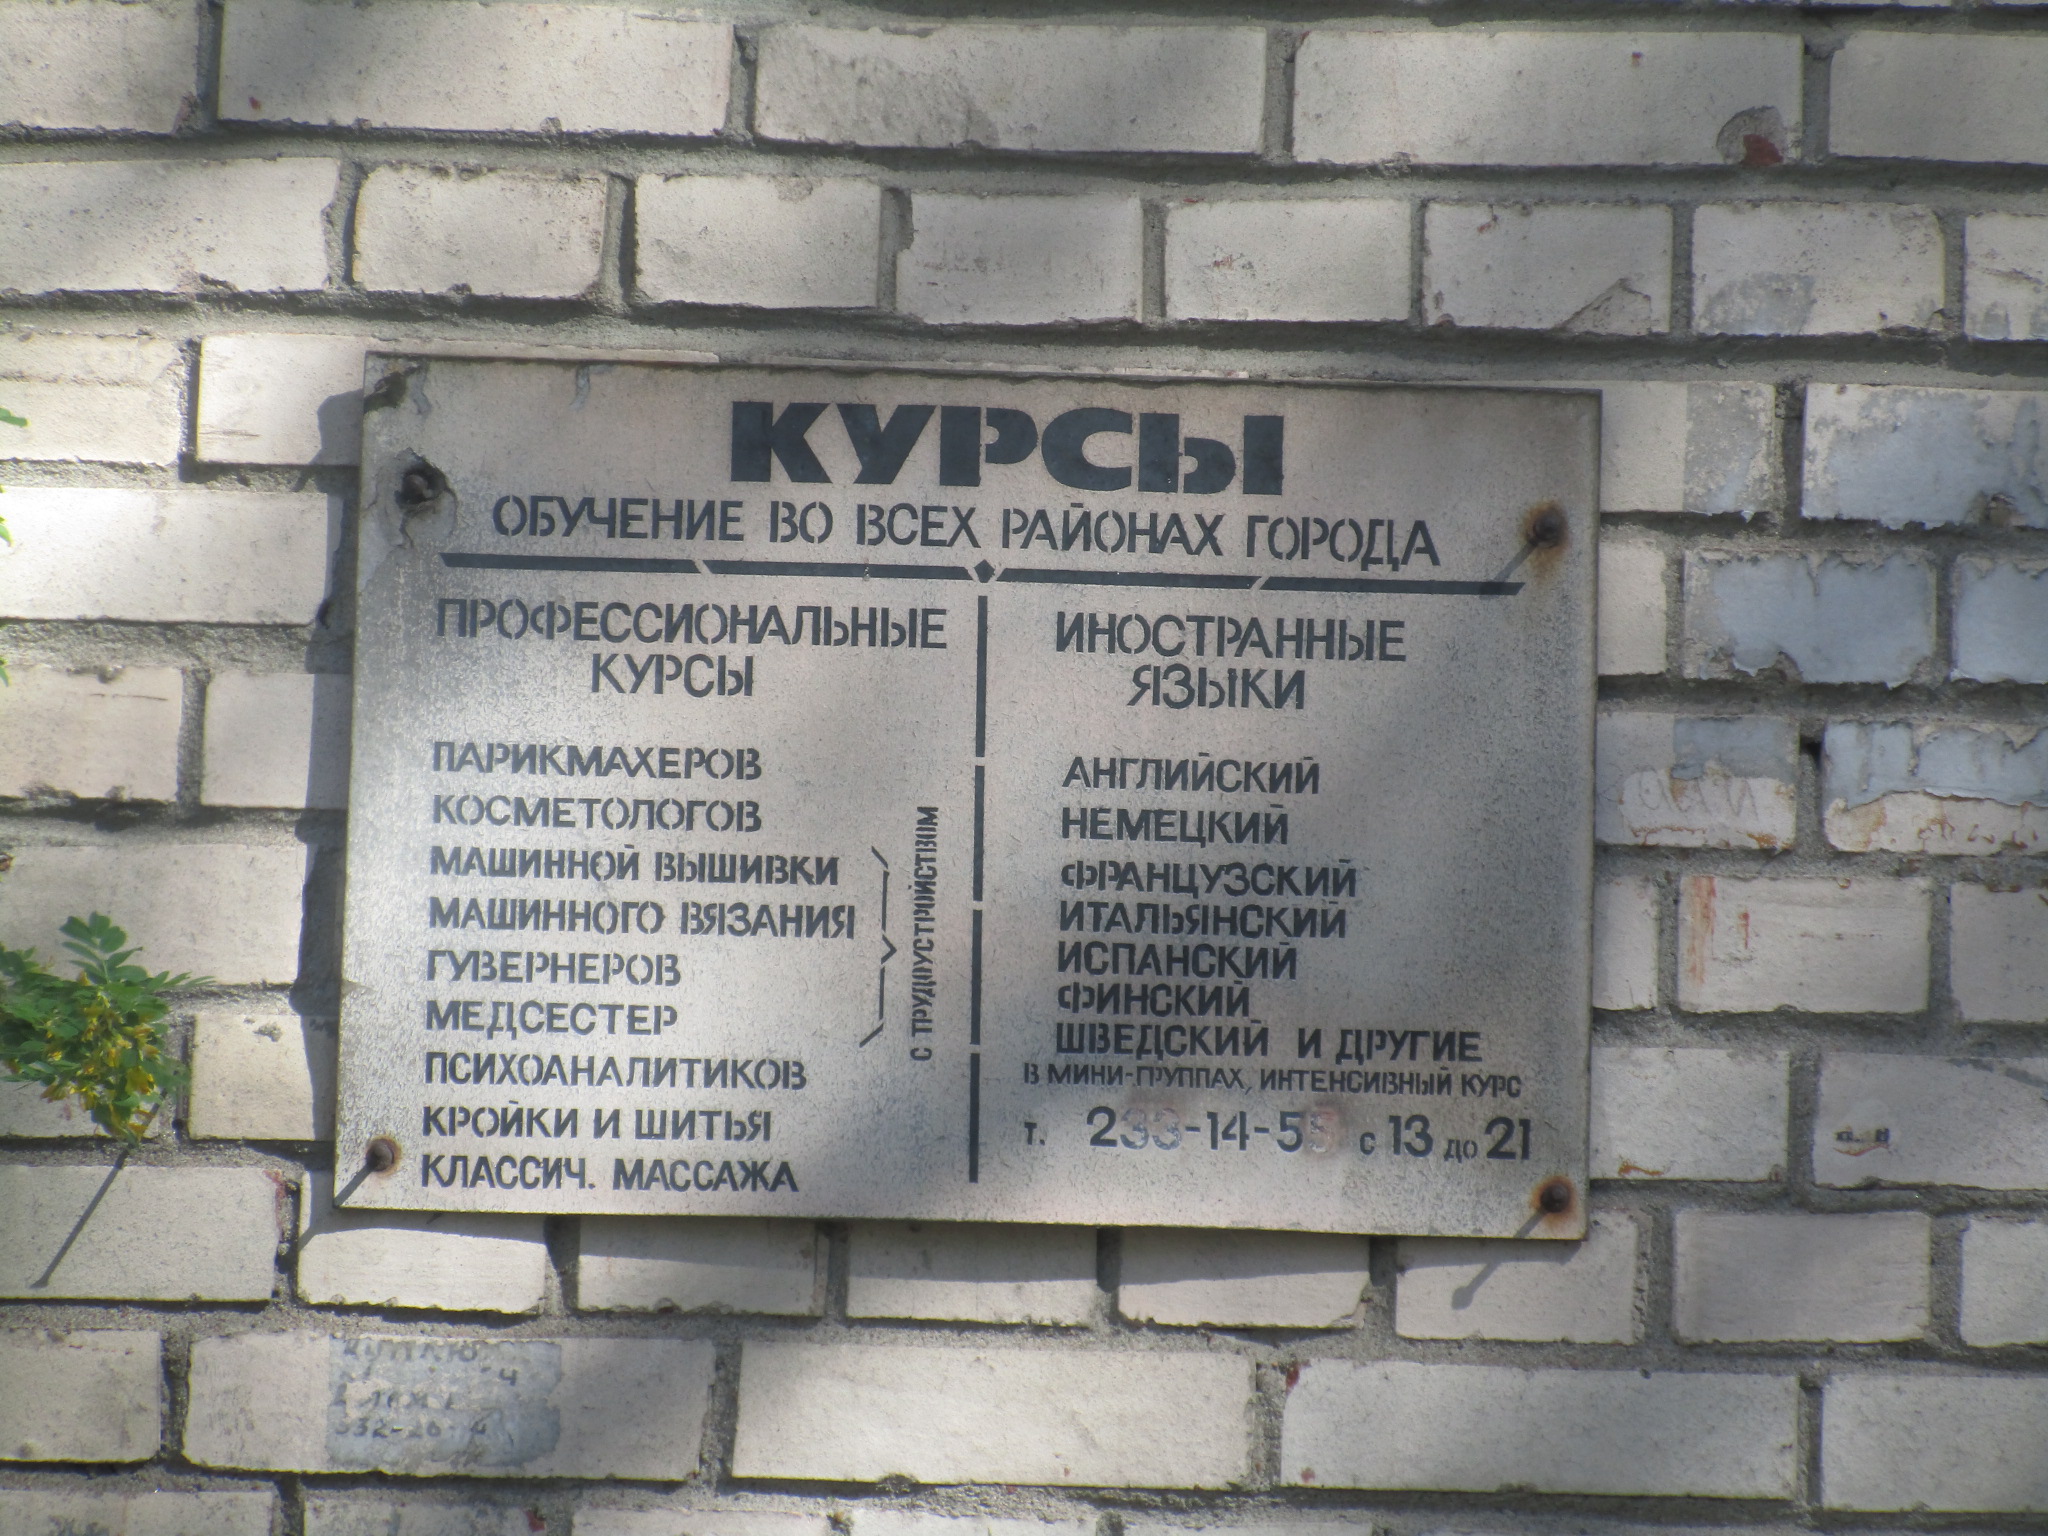 КУРСЫ
ОБУЧЕНИЕ ВО ВСЕХ РАЙОНАХ ГОРОДА
ПРОФЕССИОНАЛЬНЫЕ
КУРСЫ
ПАРИКМАХЕРОВ
КОСМЕТОЛОГОВ
МАШИННОЙ ВЫШИВКИ
МАШИННОГО ВЯЗАНИЯ
ГУВЕРНЕРОВ
МЕДСЕСТЕР
ПСИХОАНАЛИТИКОВ
КРОЙКИ И ШИТЬЯ
КЛАССИЧ. МАССАЖА
С ТРУДОУСТРОЙСТВОМ
ИНОСТРАННЫЕ
ЯЗЫКИ
АНГЛИЙСКИЙ
НЕМЕЦКИЙ
ФРАНЦУЗСКИЙ
ИТАЛЬЯНСКИЙ
ИСПАНСКИЙ
ФИНСКИЙ
ШВЕДСКИЙ И ДРУГИЕ
В МИНИ-ГРУППАХ, ИНТЕНСИВНЫЙ КУРС
т. 233-14-55 с 13 до 21